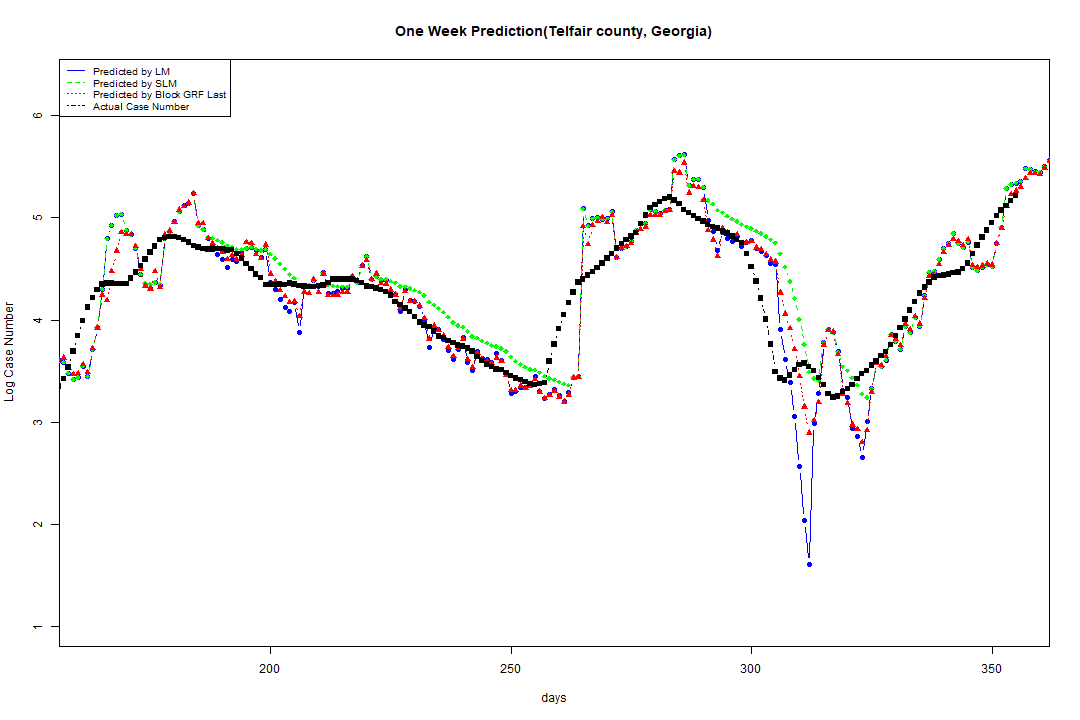 One Week Prediction(Telfair county, Georgia)
Predicted by LM
Predicted by SLM
Predicted by Block GRF Last
Actual Case Number
6
5
4
3
2
1
Log Case Number
200 250 300 350
days